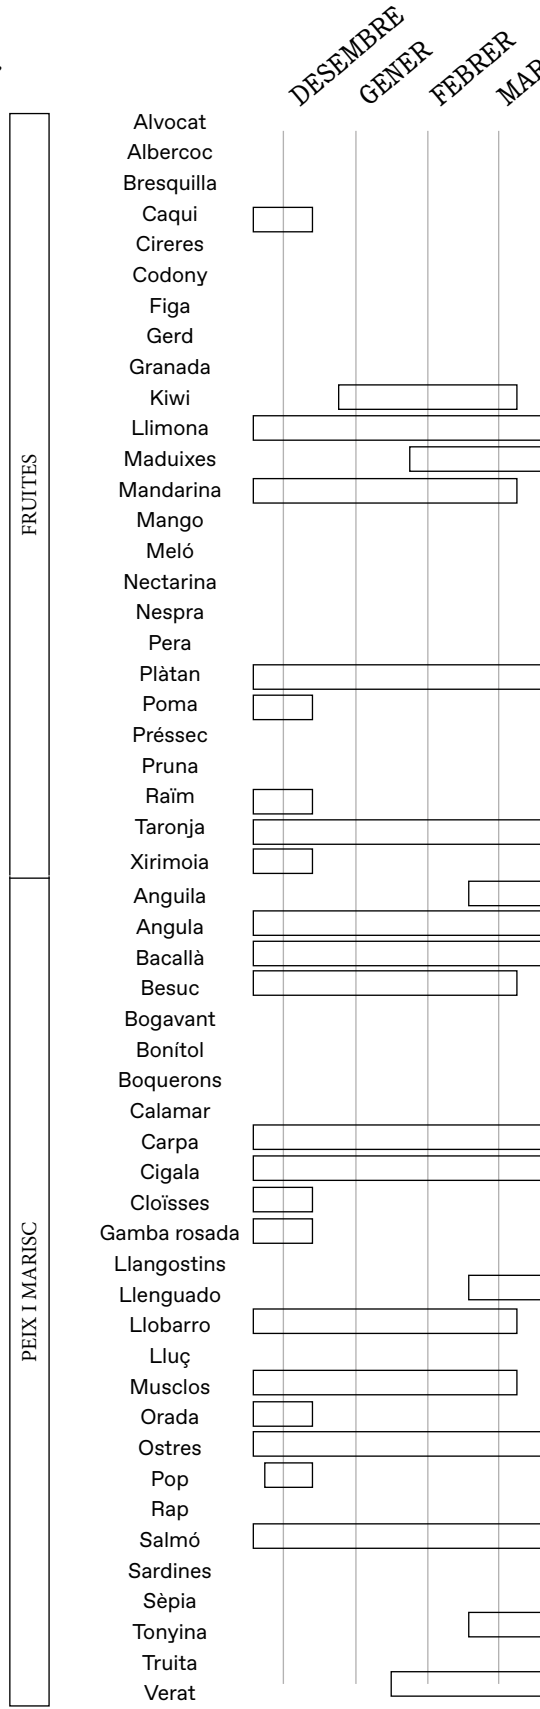 DESEMBRE
GENER
FEBRER
MAR
FRUITES
Alvocat
Albercoc
Bresquilla
Caqui
Cireres
Codony
Figa
Gerd
Granada
Kiwi
Llimona
Maduixes
Mandarina
Mango
Meló
Nectarina
Nespra
Pera
Plàtan
Poma
Préssec
Pruna
Raïm
Taronja
Xirimoia
PEIX I MARISC
Anguila
Angula
Bacallà
Besuc
Bogavant
Bonítol
Boquerons
Calamar
Carpa
Cigala
Cloïsses
Gamba rosada
Llangostins
Llenguado
Llobarro
Lluç
Musclos
Orada
Ostres
Pop
Rap
Salmó
Sardines
Sèpia
Tonyina
Truita
Verat